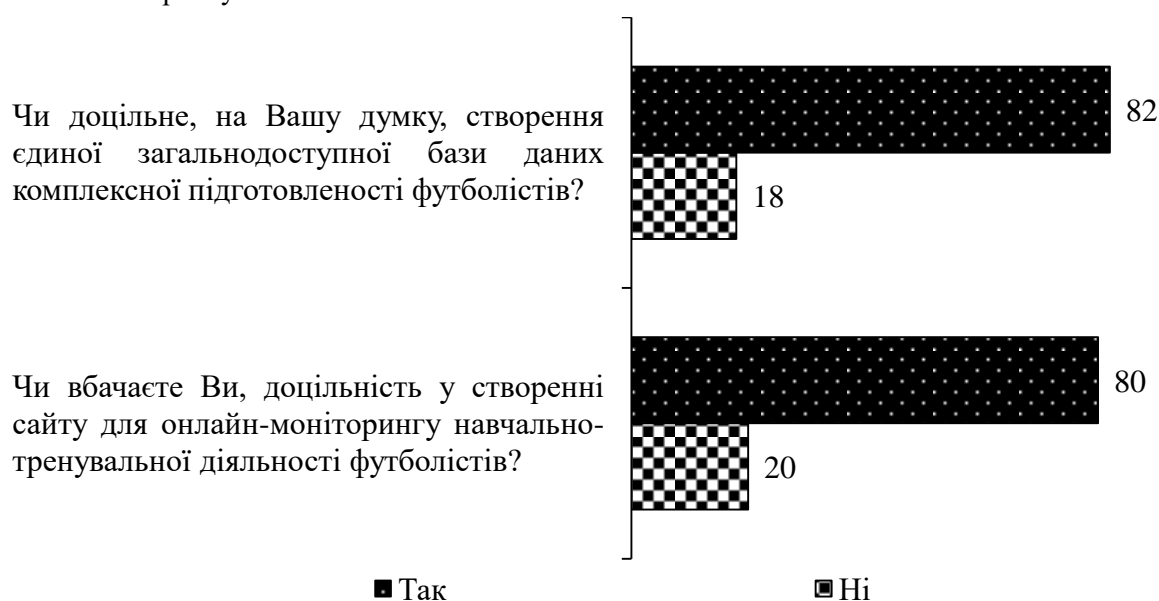 Чи доцільне, на Вашу думку, створення
єдиної загальнодоступної бази даних
комплексної підготовленості футболістів?
82
18
Чи вбачаєте Ви, доцільність у створенні
сайту для онлайн-моніторингу навчально-
тренувальної діяльності футболістів?
80
20
Так
Ні